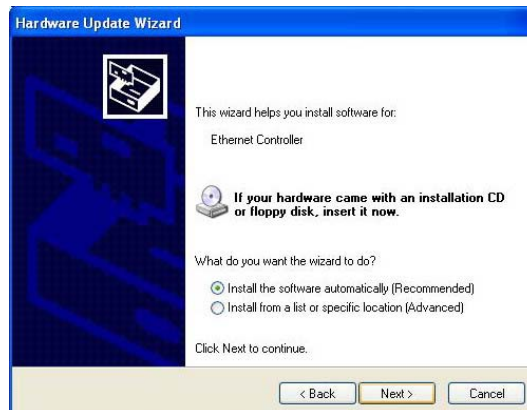 Hardware Update Wizard
This wizard helps you install software for:
Ethernet Controller
If your hardware came with an installation CD
or floppy disk, insert it now.
What do you want the wizard to do?
Install the software automatically (Recommended)
Install from a list or specific location (Advanced)
Click Next to continue.
< Back Next > Cancel